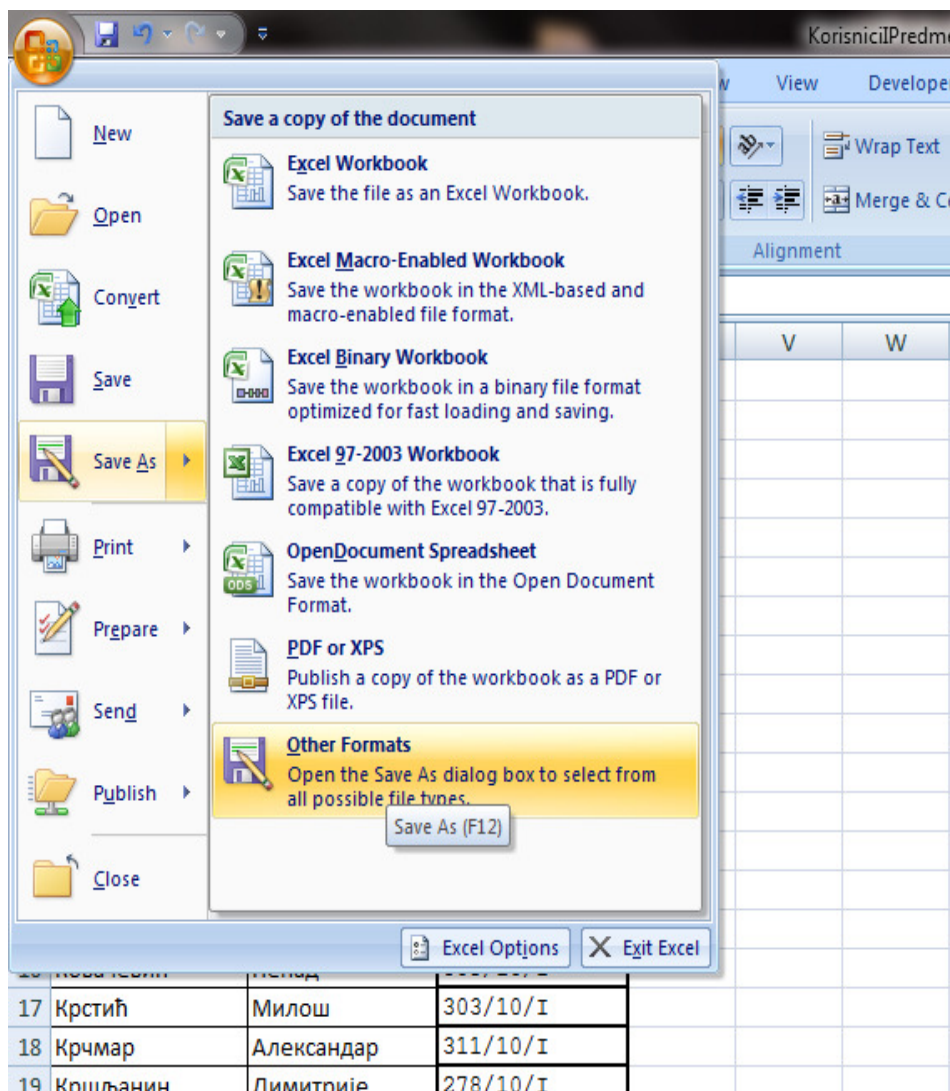 KorisniciIPredme
View Develope
Wrap Text
Merge & C
Alignment
V W
New
Open
Convert
Save
Save As
Print
Prepare
Send
Publish
Close
Save a copy of the document
Excel Workbook
Save the file as an Excel Workbook.
Excel Macro-Enabled Workbook
Save the workbook in the XML-based and
macro-enabled file format.
Excel Binary Workbook
Save the workbook in a binary file format
optimized for fast loading and saving.
Excel 97-2003 Workbook
Save a copy of the workbook that is fully
compatible with Excel 97-2003.
OpenDocument Spreadsheet
Save the workbook in the Open Document
Format.
PDF or XPS
Publish a copy of the workbook as a PDF or
XPS file.
Other Formats
Open the Save As dialog box to select from
all possible file types.
Save As (F12)
Excel Options Exit Excel
17 Крстић Милош 303/10/I
18 Крчмар Александар 311/10/I
19 Кршљанин Димитрије 278/10/I